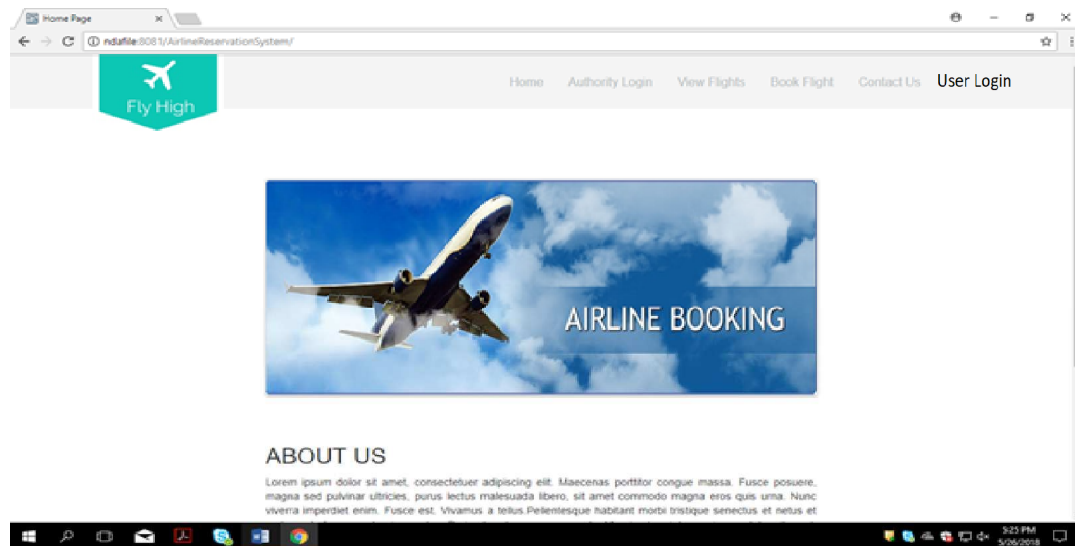 Home Page
ndlafile:8081/AirlineReservationSystem/
Fly High
Home Authority Login View Flights Book Flight Contact Us User Login
AIRLINE BOOKING
ABOUT US
Lorem ipsum dolor sit amet, consectetuer adipiscing elit. Maecenas porttitor congue massa. Fusce posuere,
magna sed pulvinar ultricies, purus lectus malesuada libero, sit amet commodo magna eros quis urna. Nunc
viverra imperdiet enim. Fusce est. Vivamus a tellus.Pellentesque habitant morbi tristique senectus et netus et
5:25 PM
5/26/2018